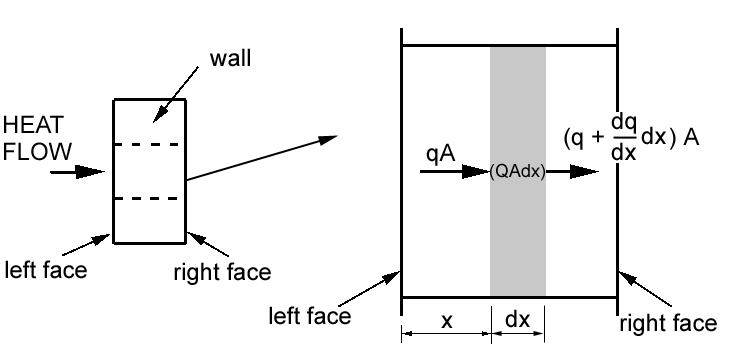 wall
HEAT
FLOW
left face
right face
qA
(QAdx)
(q + dq/dx dx) A
left face
x
dx
right face